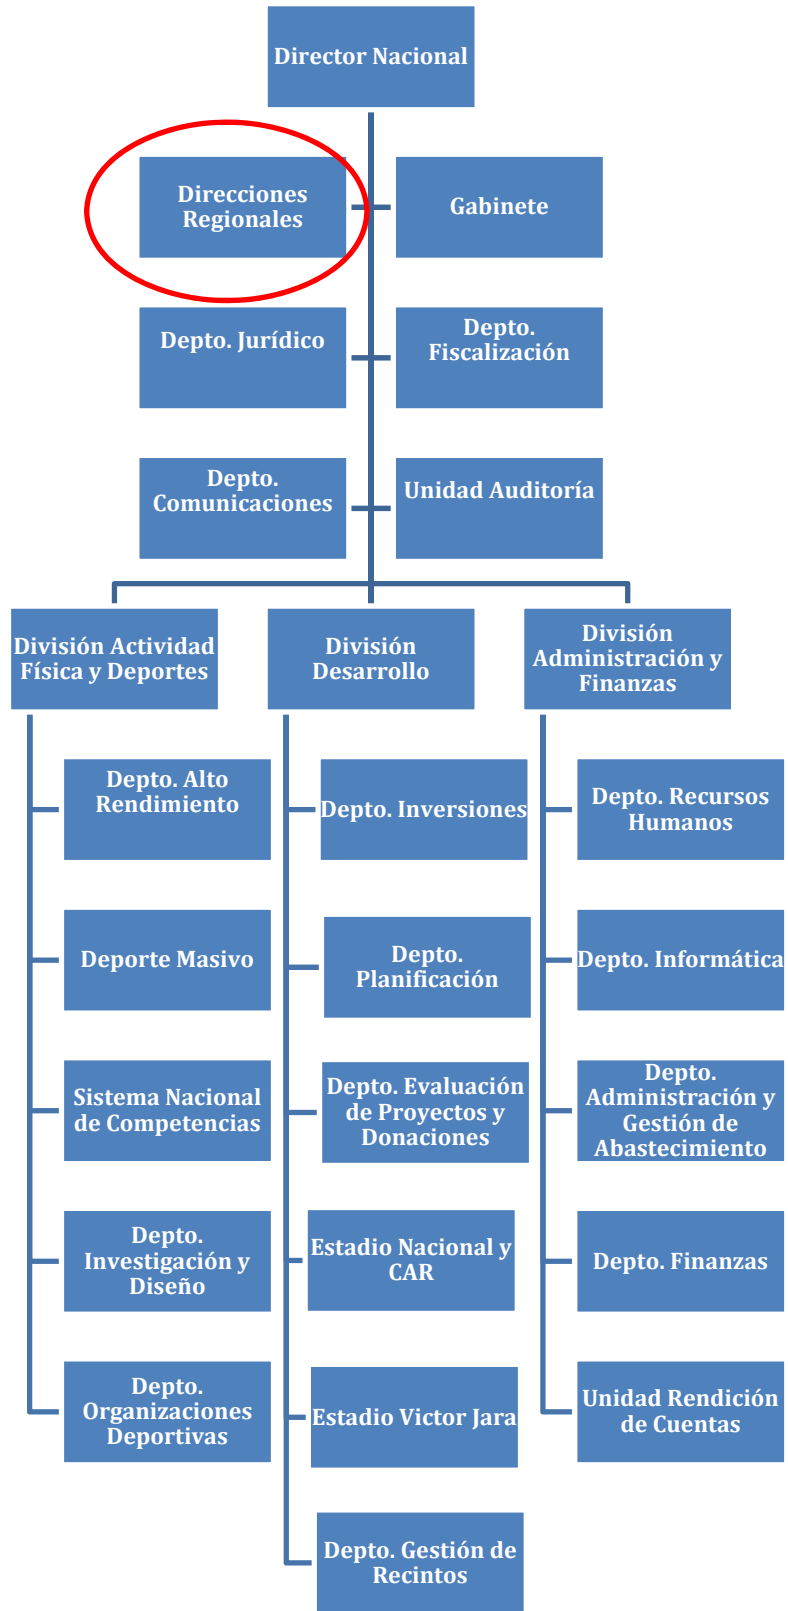 Director Nacional
Direcciones
Regionales
Gabinete
Depto. Jurídico
Depto.
Fiscalización
Depto.
Comunicaciones
Unidad Auditoría
División Actividad
Física y Deportes
División
Desarrollo
División
Administración y
Finanzas
Depto. Alto
Rendimiento
Deporte Masivo
Sistema Nacional
de Competencias
Depto.
Investigación y
Diseño
Depto.
Organizaciones
Deportivas
Depto. Inversiones
Depto.
Planificación
Depto. Evaluación
de Proyectos y
Donaciones
Estadio Nacional y
CAR
Estadio Victor Jara
Depto. Gestión de
Recintos
Depto. Recursos
Humanos
Depto. Informática
Depto.
Administración y
Gestión de
Abastecimiento
Depto. Finanzas
Unidad Rendición
de Cuentas